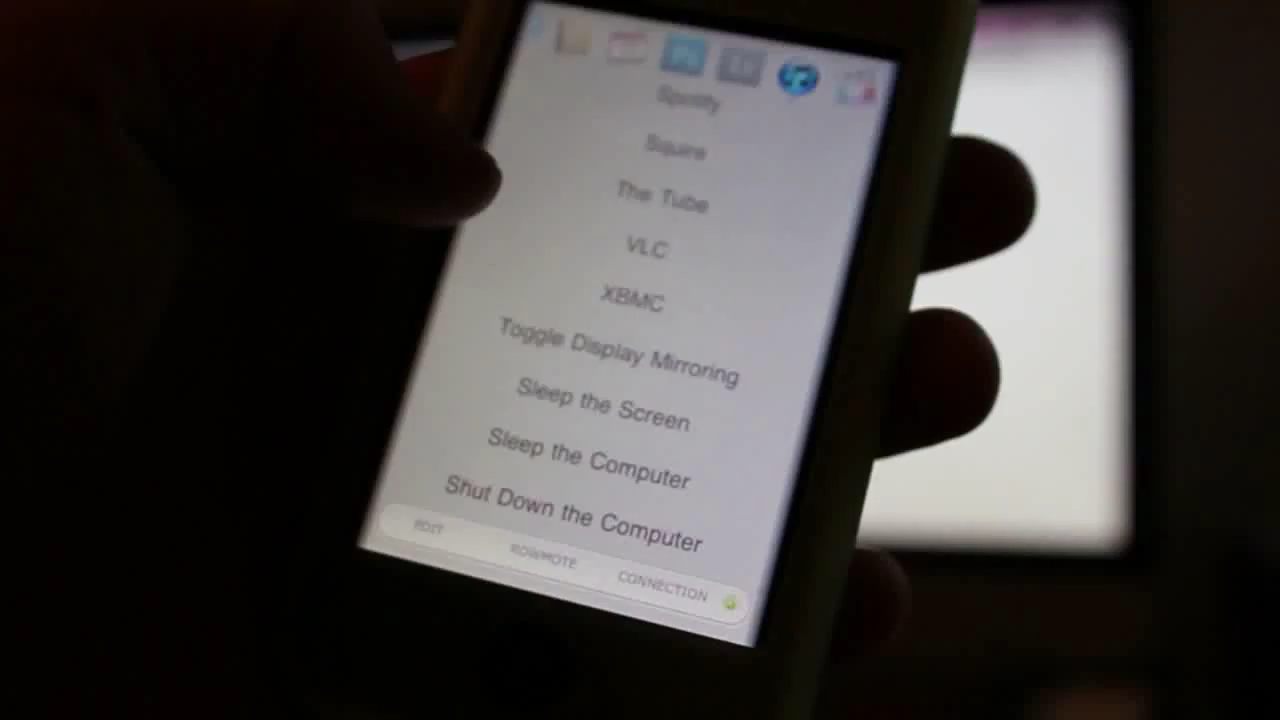 Spotify
Squire
The Tube
VLC
XBMC
Toggle Display Mirroring
Sleep the Screen
Sleep the Computer
Shut Down the Computer
EDIT ROWMOTE CONNECTION